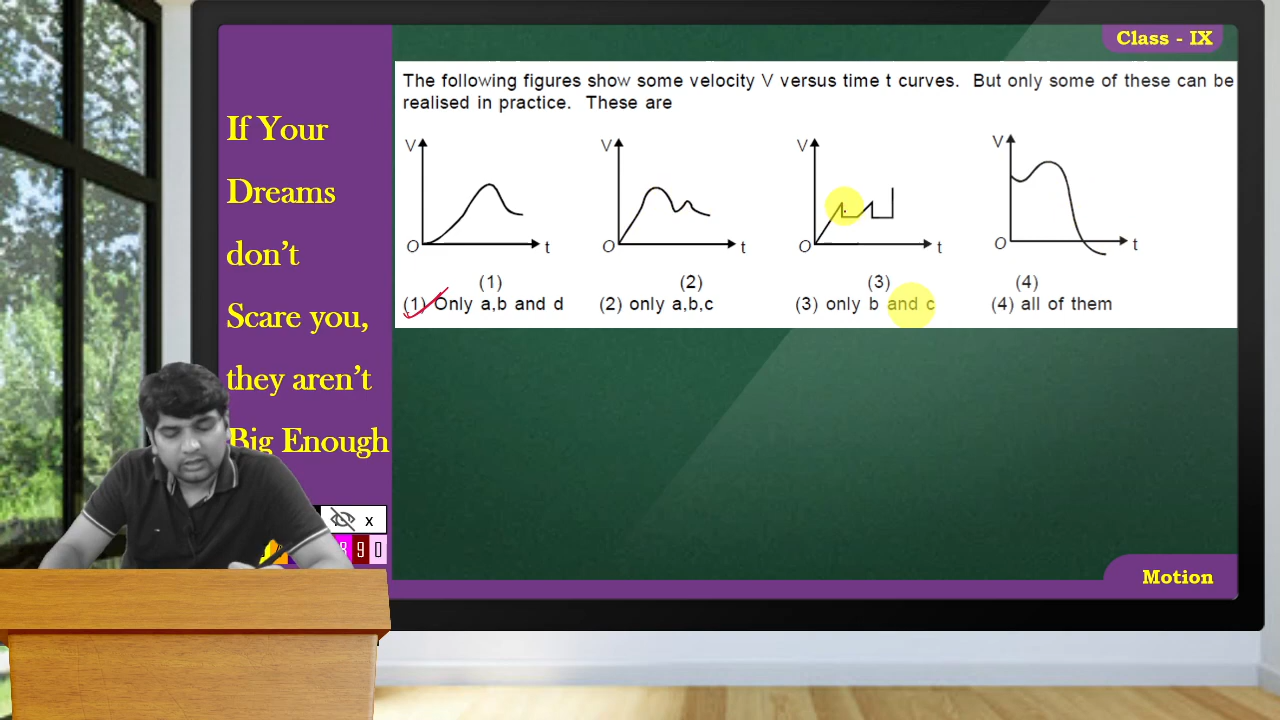 Class - IX
If Your
Dreams
don't
Scare you,
they aren't
Big Enough
The following figures show some velocity V versus time t curves. But only some of these can be
realised in practice. These are
V V V V
O t O t O t O t
(1) (2) (3) (4)
(1) Only a,b and d (2) only a,b,c (3) only b and c (4) all of them
x
9 0
Motion